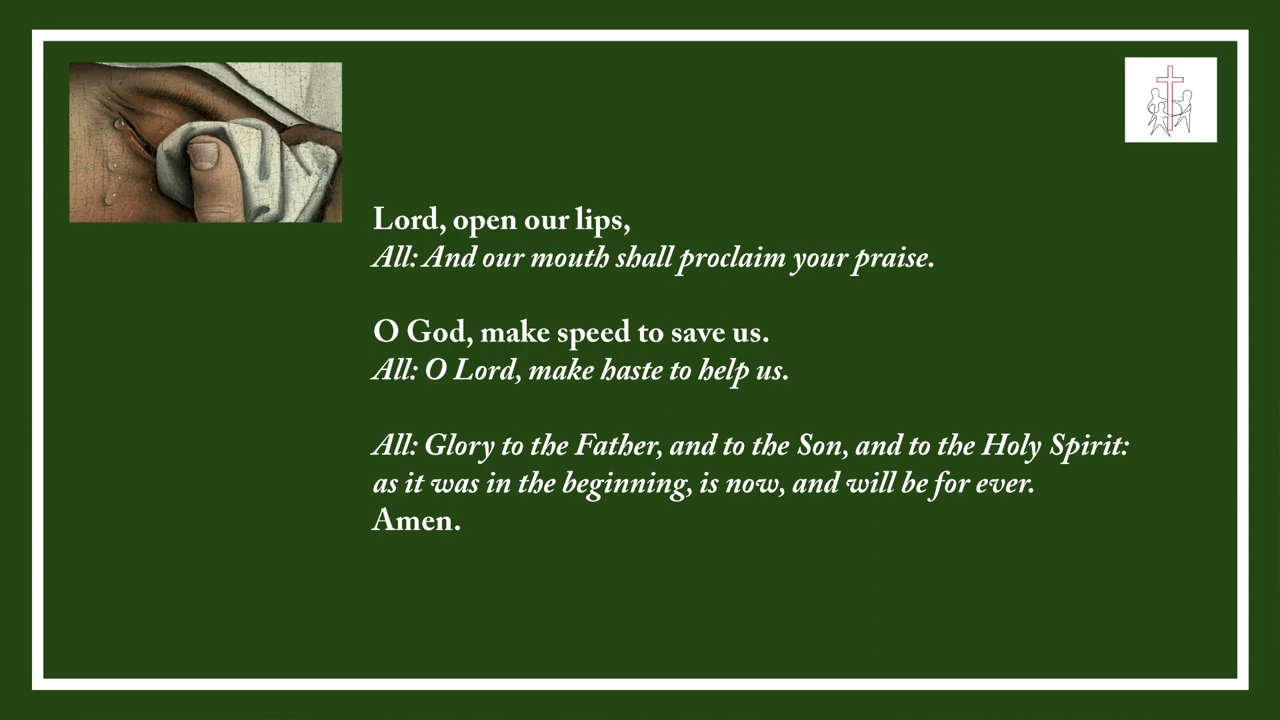 Lord, open our lips,
All: And our mouth shall proclaim your praise.
O God, make speed to save us.
All: O Lord, make haste to help us.
All: Glory to the Father, and to the Son, and to the Holy Spirit:
as it was in the beginning, is now, and will be for ever.
Amen.